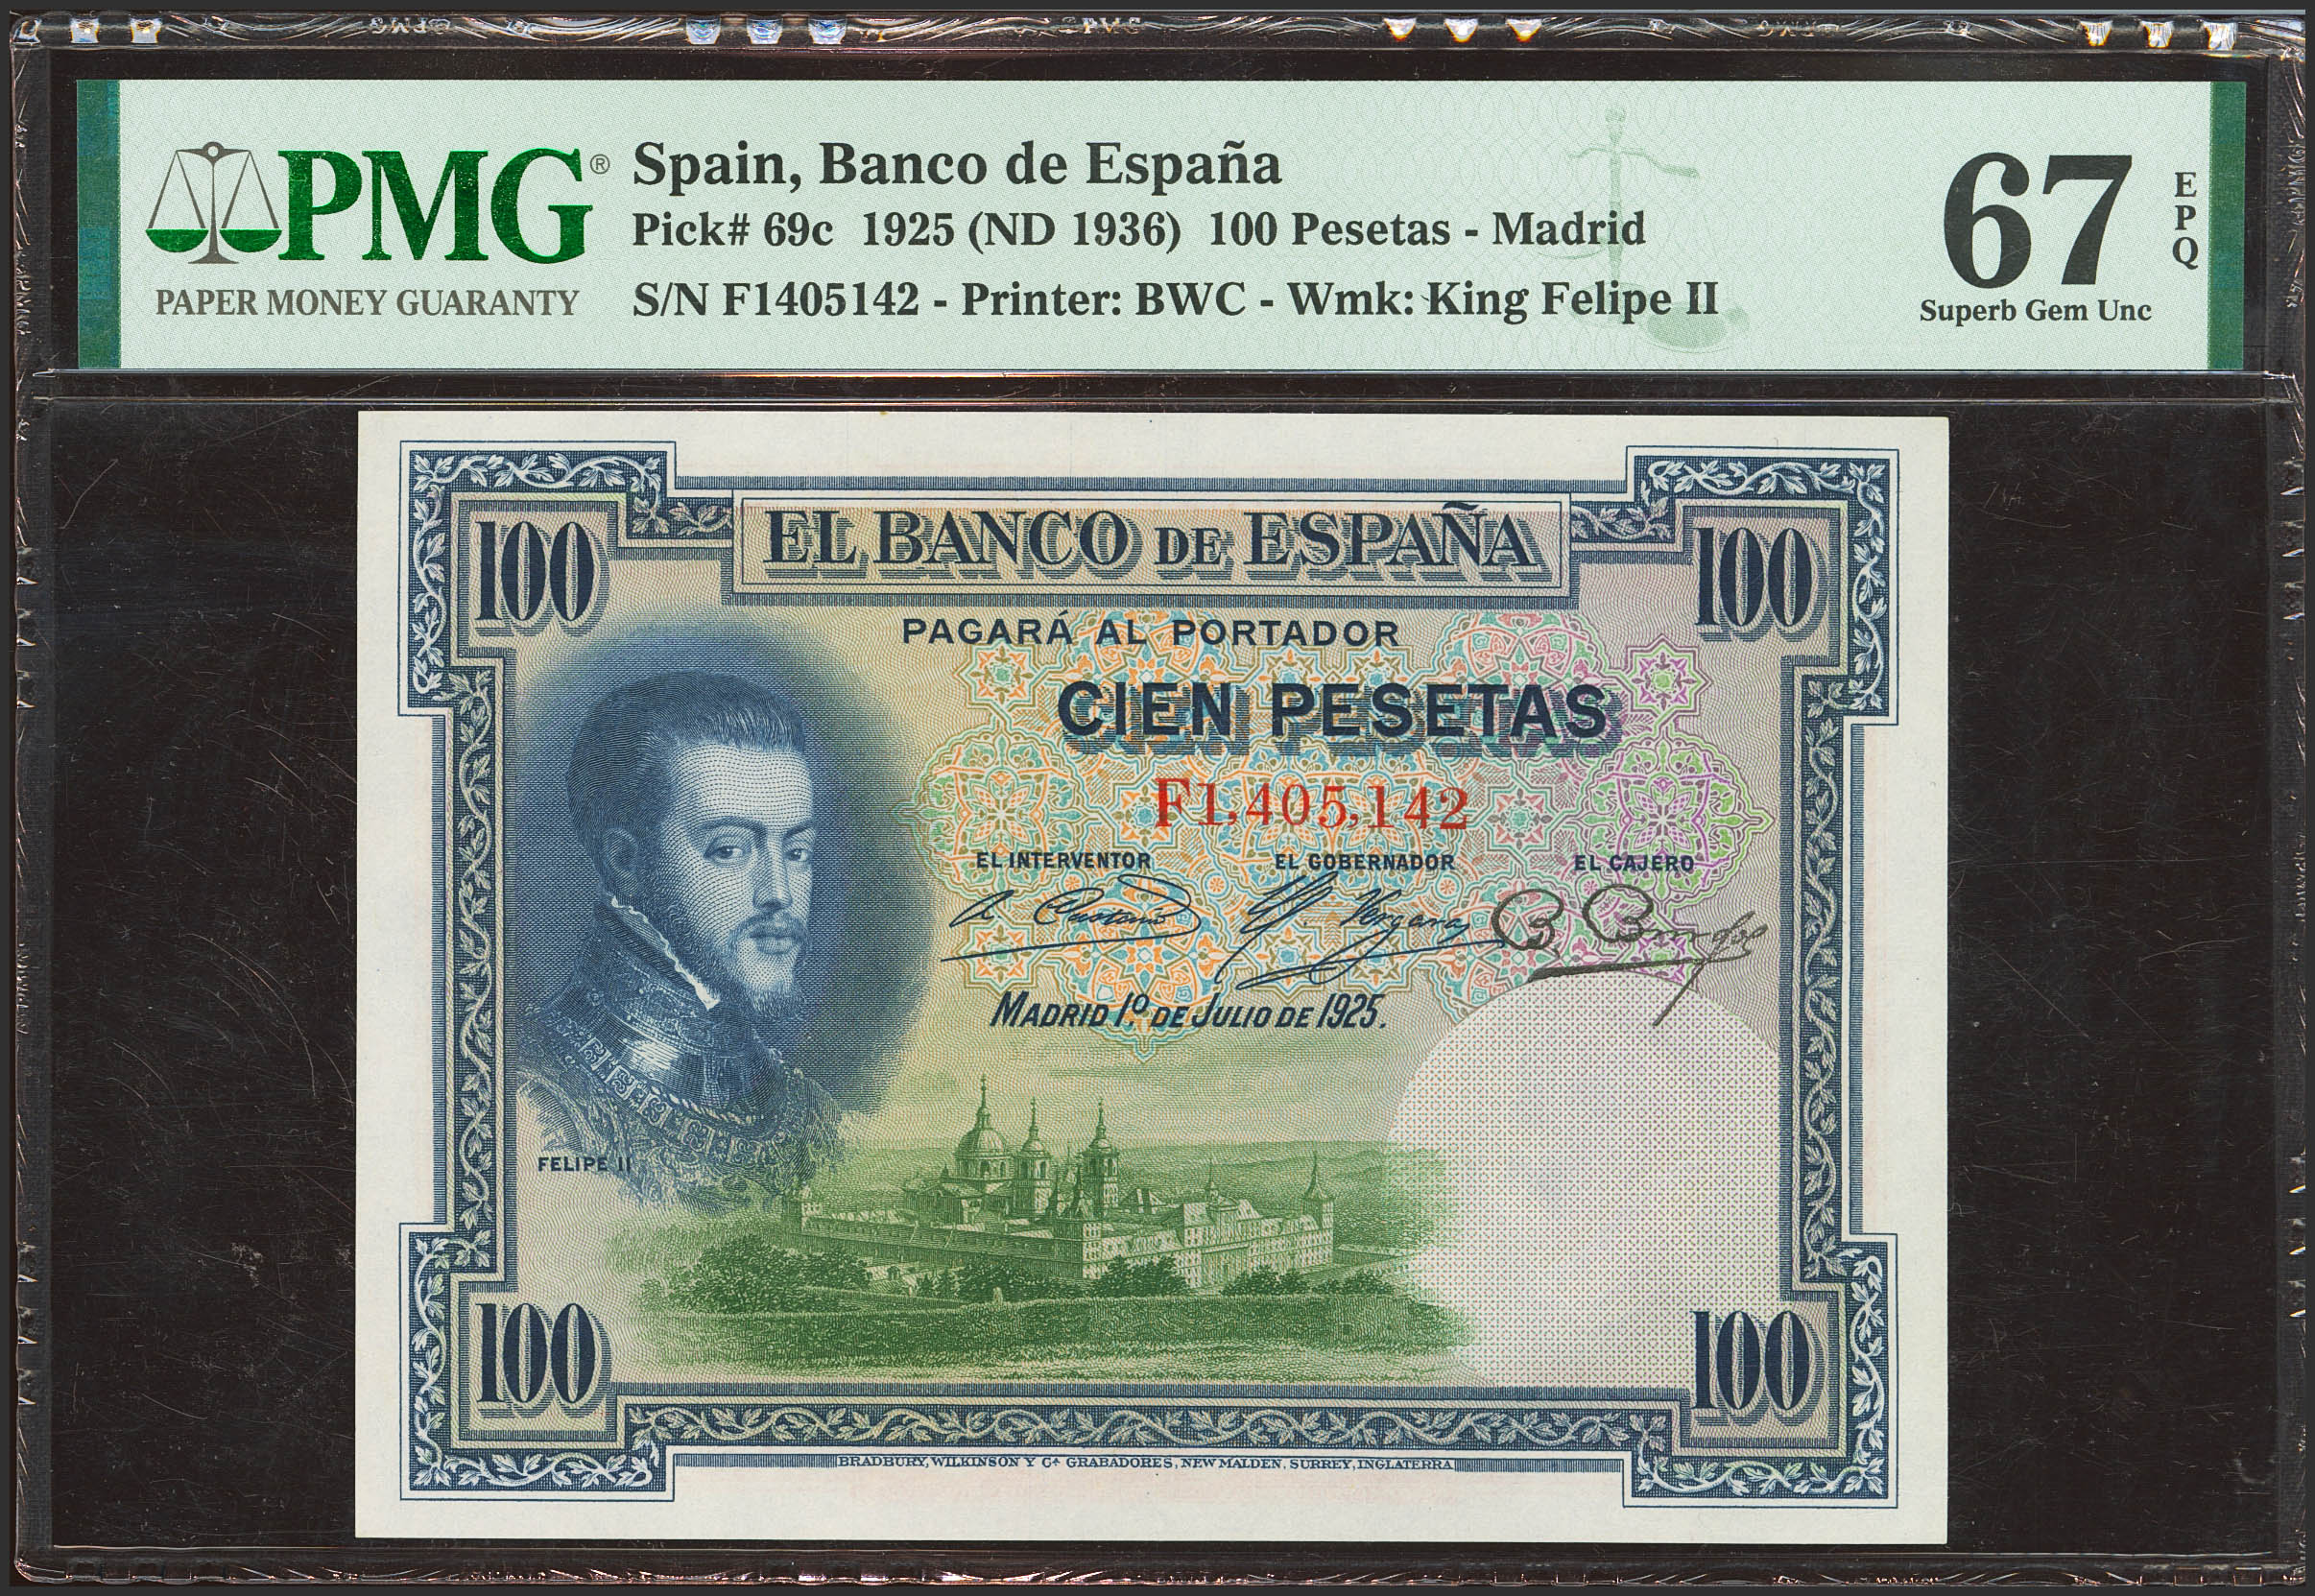 PMG®
PAPER MONEY GUARANTY
Spain, Banco de España
Pick# 69c 1925 (ND 1936) 100 Pesetas - Madrid
S/N F1405142 - Printer: BWC - Wmk: King Felipe II
67
EPQ
Superb Gem Unc
100
EL BANCO DE ESPAÑA
100
PAGARÁ AL PORTADOR
CIEN PESETAS
F1,405,142
EL INTERVENTOR EL GOBERNADOR EL CAJERO
MADRID 1.º DE JULIO DE 1925.
FELIPE II
100
100
BRADBURY, WILKINSON Y Cª GRABADORES, NEW MALDEN, SURREY, INGLATERRA